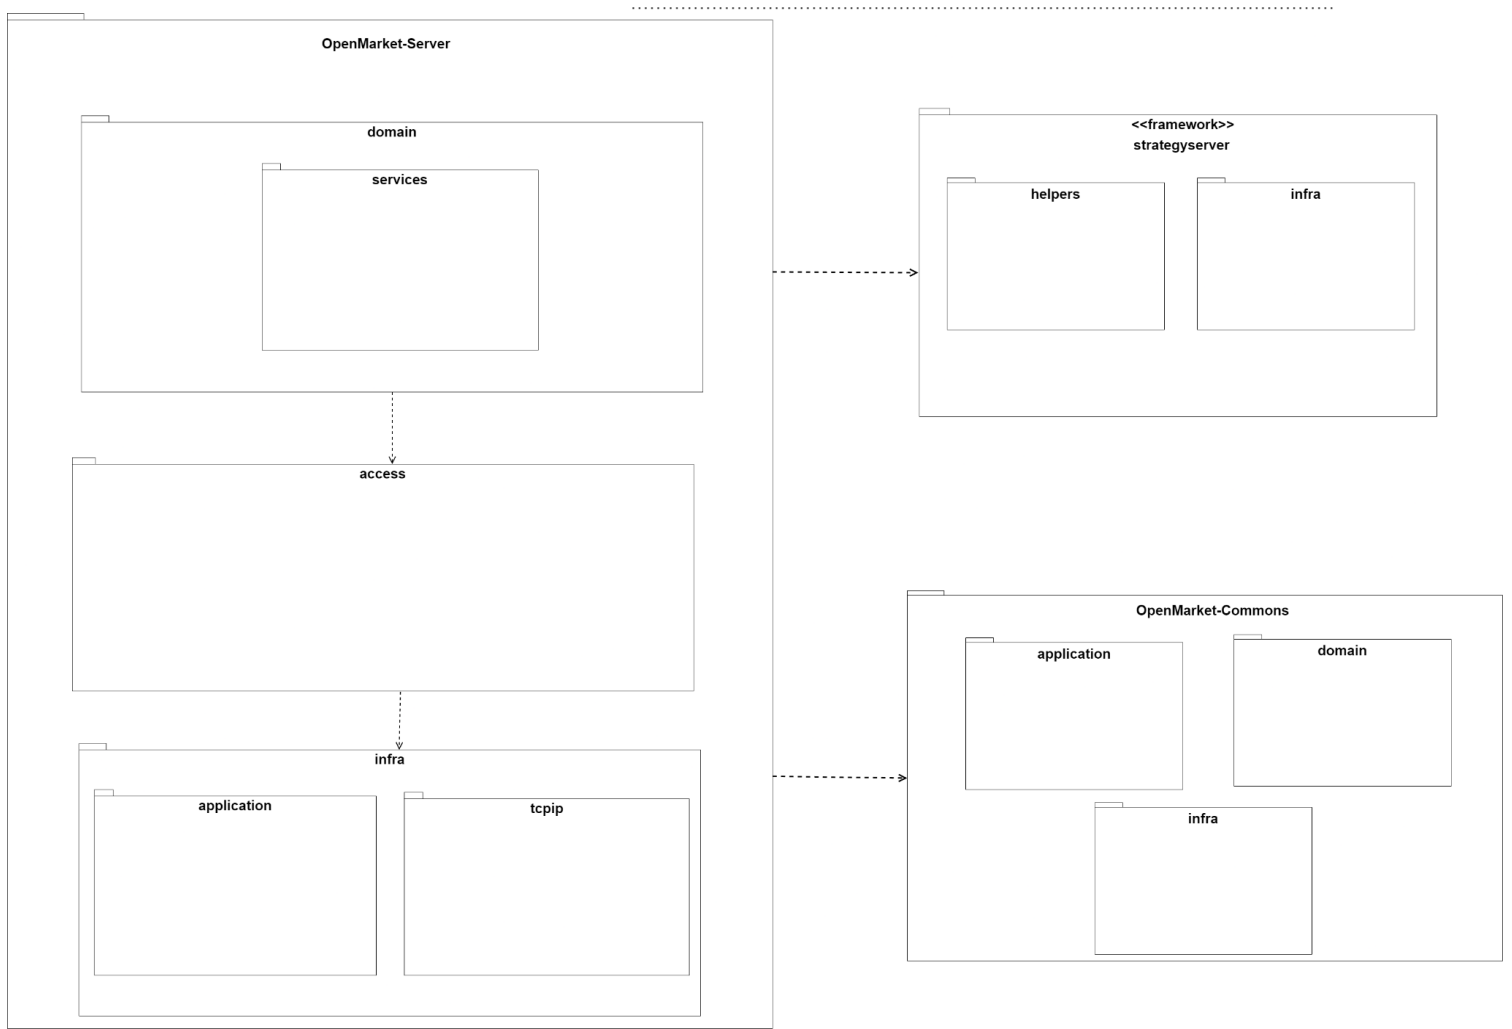 OpenMarket-Server
domain
services
access
infra
application
tcpip
<<framework>>
strategyserver
helpers
infra
OpenMarket-Commons
application
domain
infra